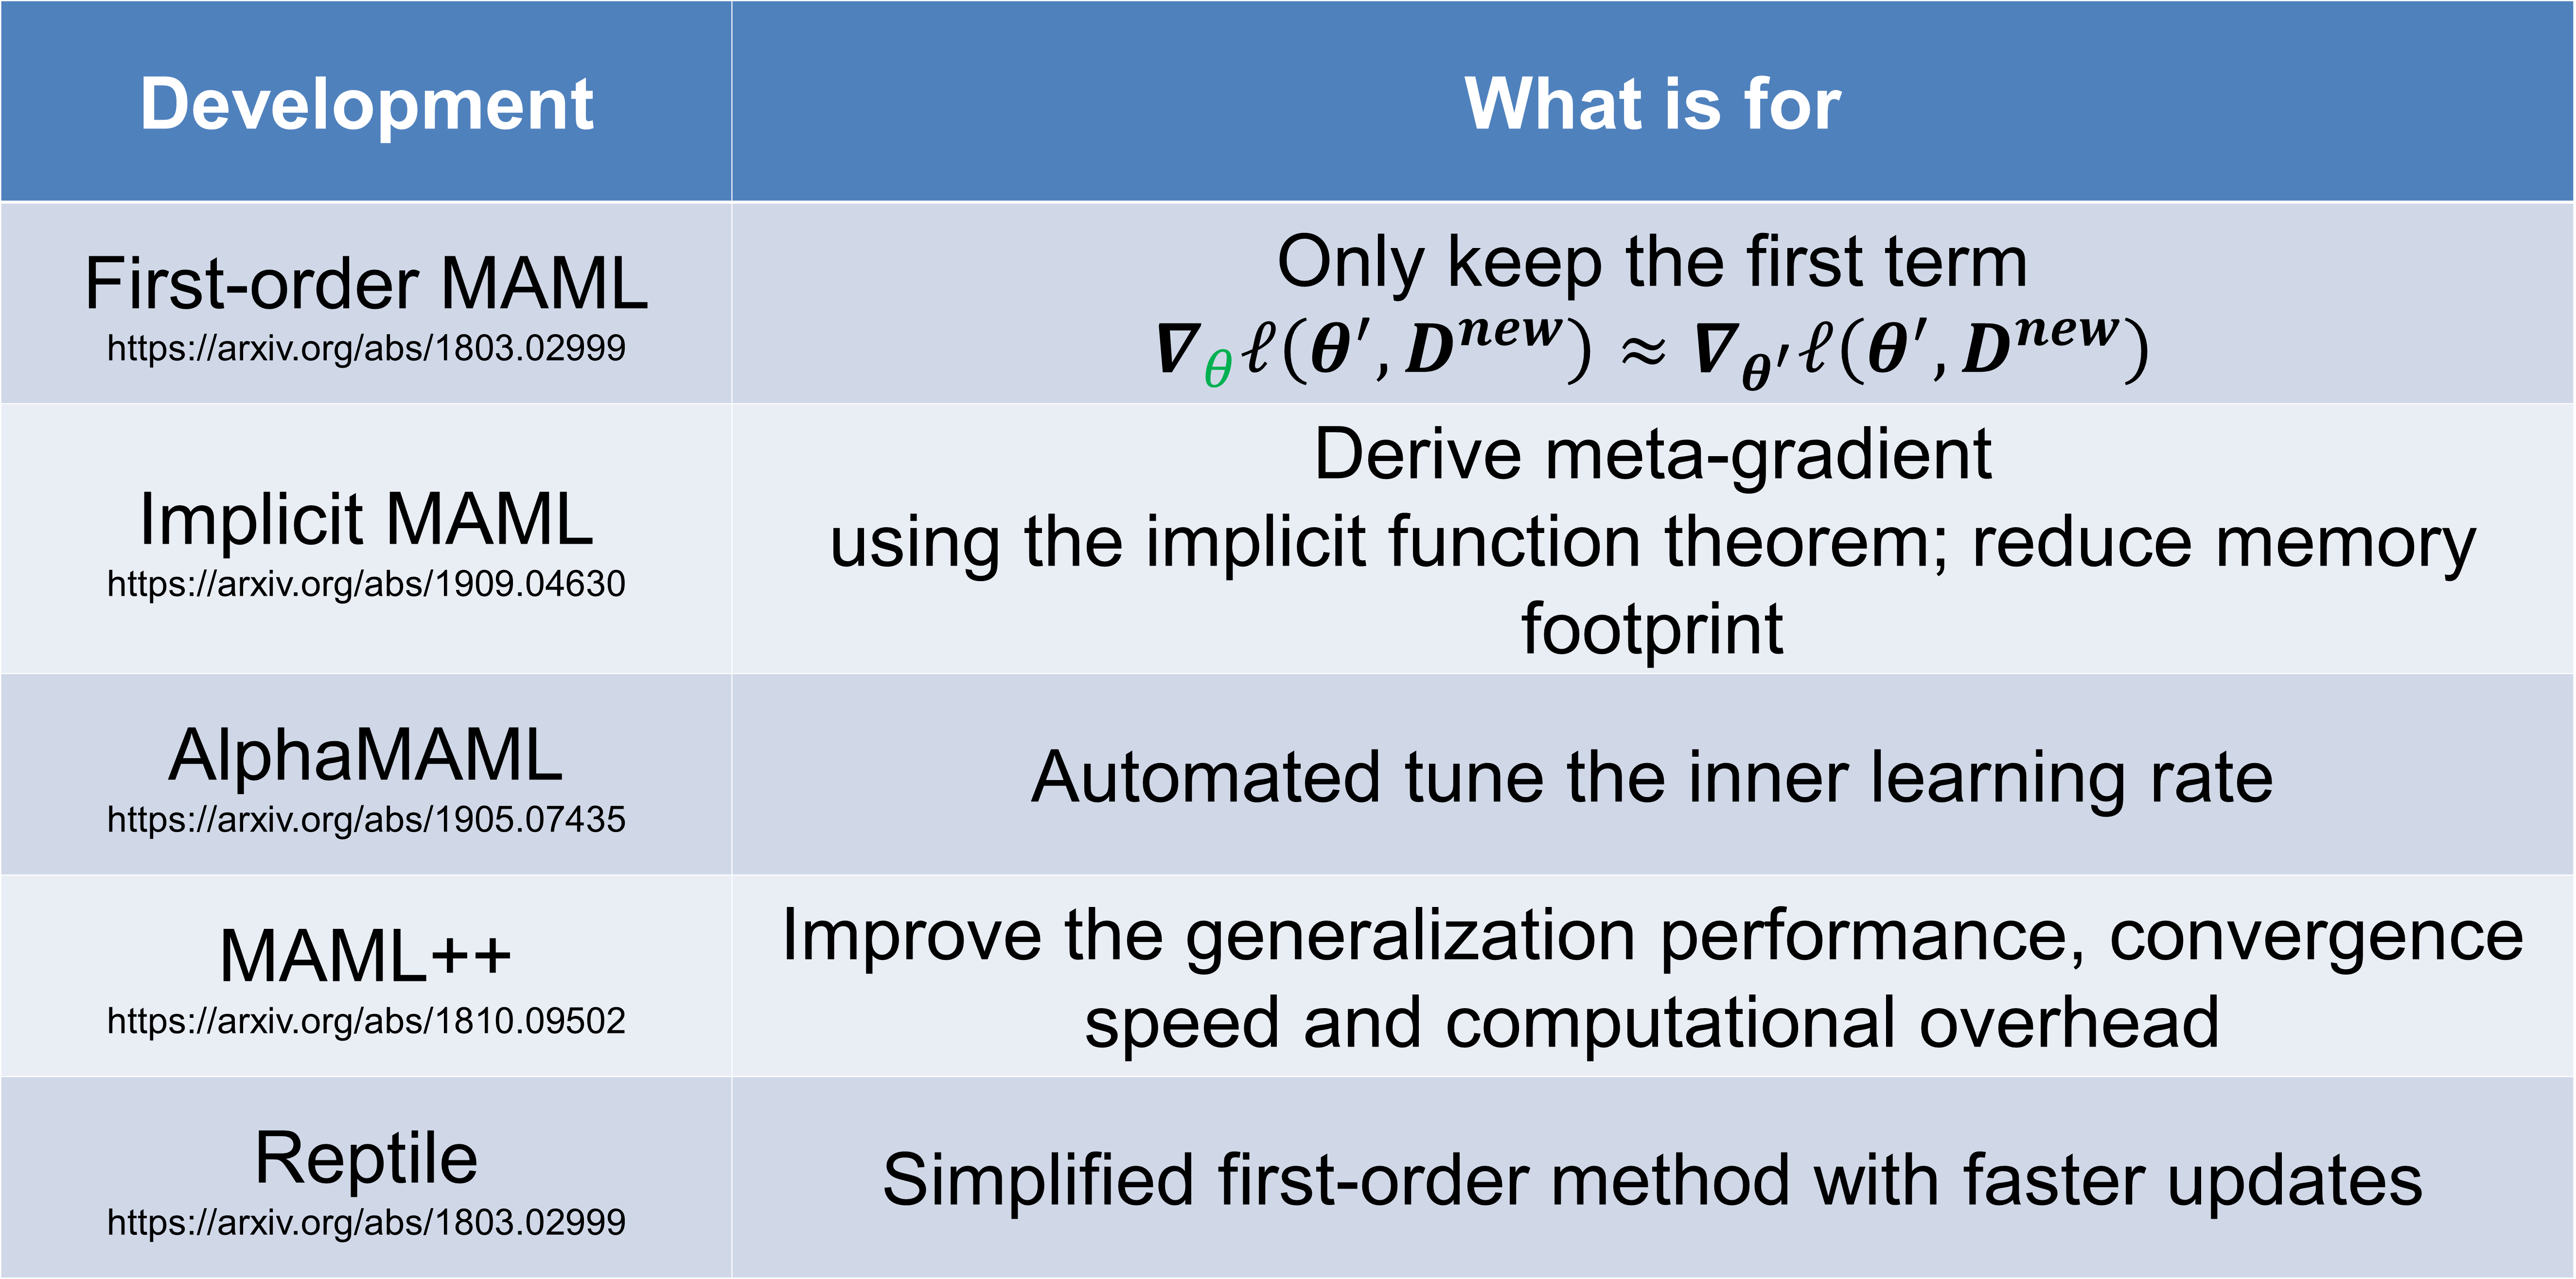 Development
What is for
First-order MAML
https://arxiv.org/abs/1803.02999
Only keep the first term
∇_θ ℓ(θ′, D^new) ≈ ∇_θ′ ℓ(θ′, D^new)
Implicit MAML
https://arxiv.org/abs/1909.04630
Derive meta-gradient
using the implicit function theorem; reduce memory
footprint
AlphaMAML
https://arxiv.org/abs/1905.07435
Automated tune the inner learning rate
MAML++
https://arxiv.org/abs/1810.09502
Improve the generalization performance, convergence
speed and computational overhead
Reptile
https://arxiv.org/abs/1803.02999
Simplified first-order method with faster updates